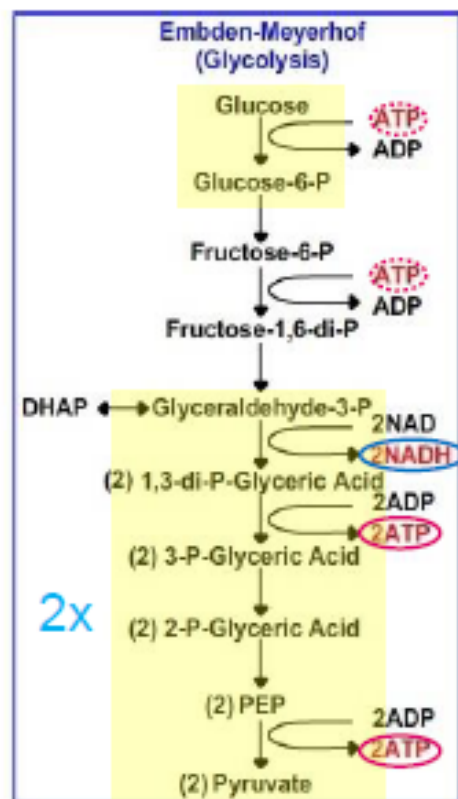 Embden-Meyerhof
(Glycolysis)
Glucose
ATP
ADP
Glucose-6-P
Fructose-6-P
ATP
ADP
Fructose-1,6-di-P
DHAP
Glyceraldehyde-3-P
2NAD
2NADH
(2) 1,3-di-P-Glyceric Acid
2ADP
2ATP
(2) 3-P-Glyceric Acid
2x
(2) 2-P-Glyceric Acid
(2) PEP
2ADP
2ATP
(2) Pyruvate